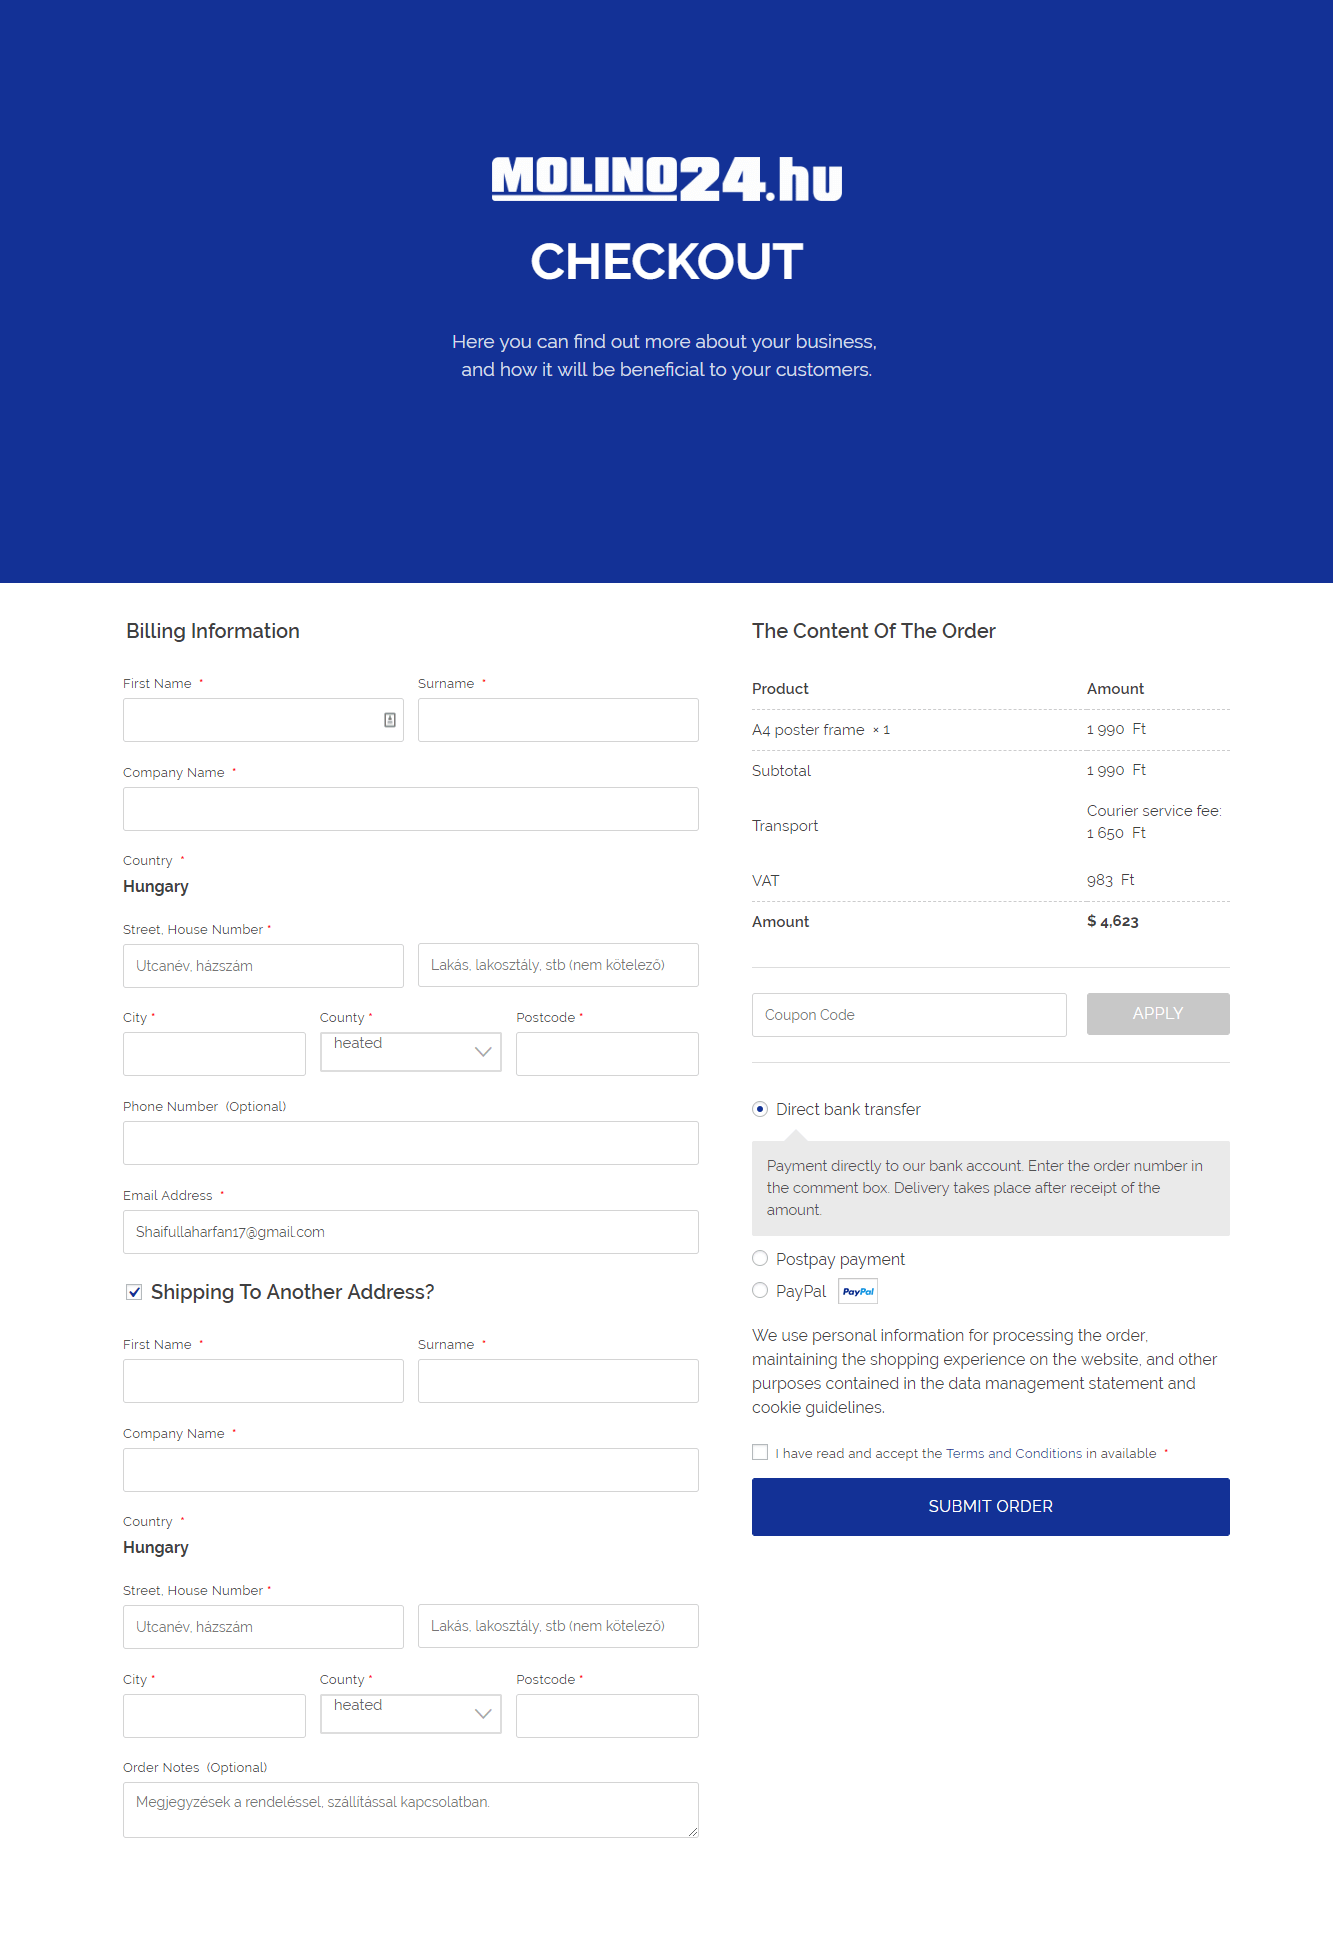 MOLINO24.hu
CHECKOUT
Here you can find out more about your business,
and how it will be beneficial to your customers.
Billing Information
First Name *
Surname *
Company Name *
Country *
Hungary
Street, House Number *
Utcanév, házszám
Lakás, lakosztály, stb (nem kötelező)
City *
County *
Postcode *
heated
Phone Number (Optional)
Email Address *
Shaifullaharfan17@gmail.com
Shipping To Another Address?
First Name *
Surname *
Company Name *
Country *
Hungary
Street, House Number *
Utcanév, házszám
Lakás, lakosztály, stb (nem kötelező)
City *
County *
Postcode *
heated
Order Notes (Optional)
Megjegyzések a rendeléssel, szállítással kapcsolatban.
The Content Of The Order
Product Amount
A4 poster frame × 1 1 990 Ft
Subtotal 1 990 Ft
Transport
Courier service fee:
1 650 Ft
VAT 983 Ft
Amount $ 4,623
Coupon Code
APPLY
Direct bank transfer
Payment directly to our bank account. Enter the order number in
the comment box. Delivery takes place after receipt of the
amount.
Postpay payment
PayPal PayPal
We use personal information for processing the order,
maintaining the shopping experience on the website, and other
purposes contained in the data management statement and
cookie guidelines.
I have read and accept the Terms and Conditions in available *
SUBMIT ORDER